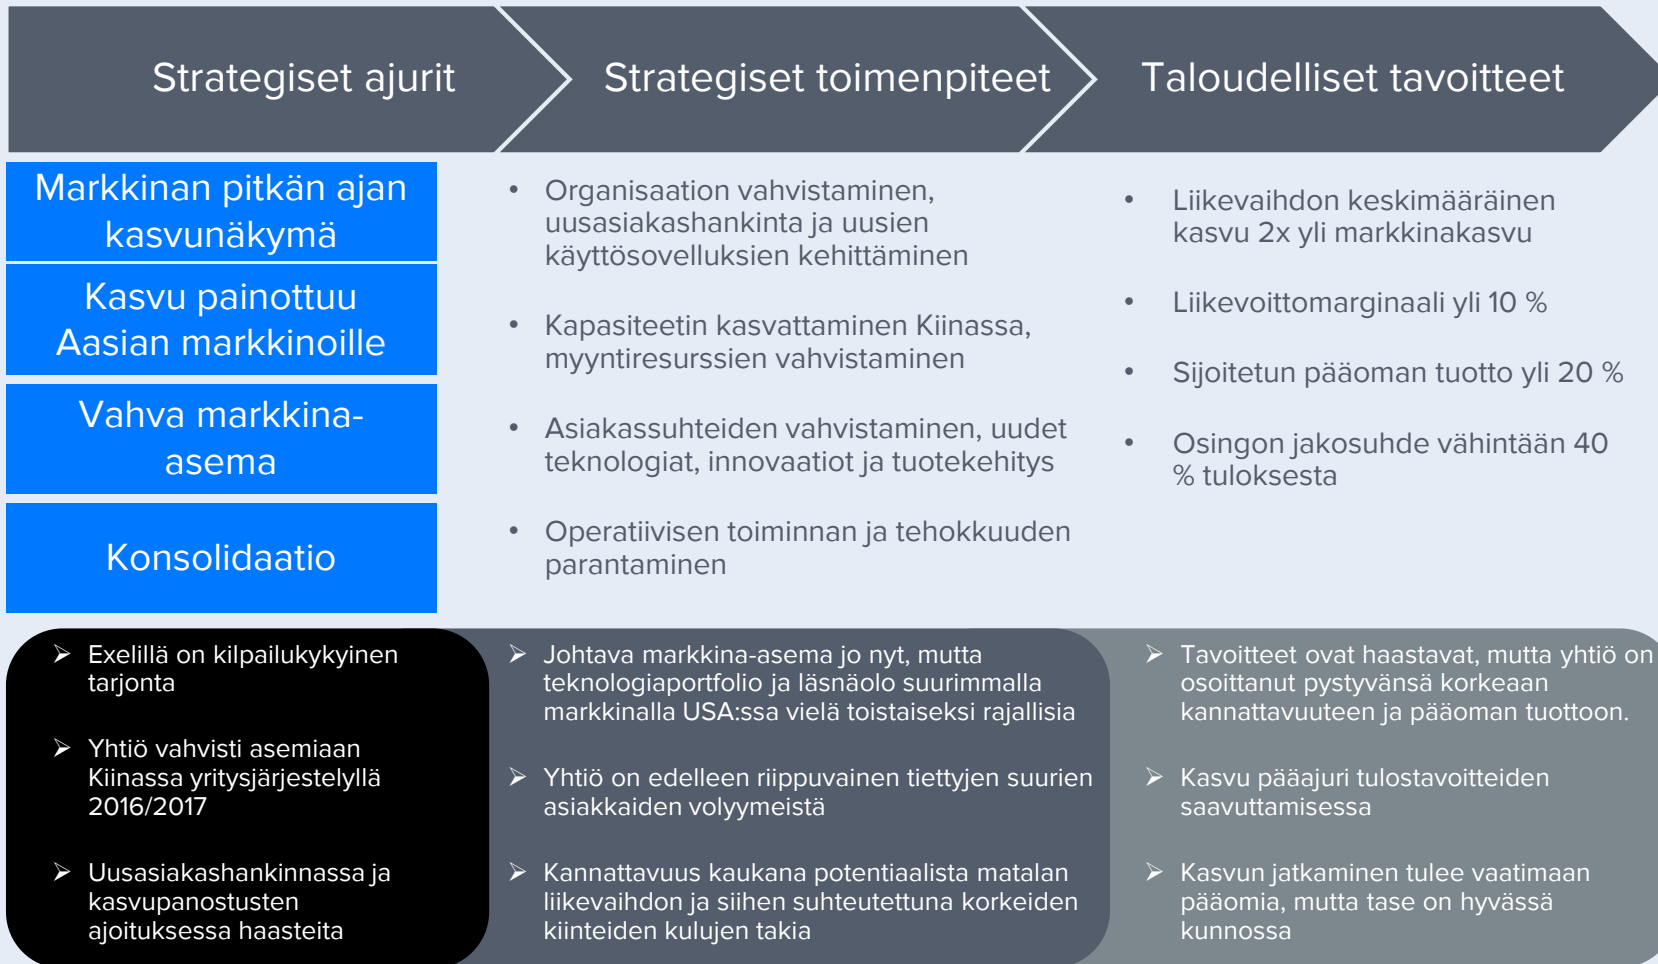 Strategiset ajurit
Strategiset toimenpiteet
Taloudelliset tavoitteet
Markkinan pitkän ajan
kasvunäkymä
Kasvu painottuu
Aasian markkinoille
Vahva markkina-
asema
Konsolidaatio
• Organisaation vahvistaminen,
uusasiakashankinta ja uusien
käyttösovelluksien kehittäminen
• Kapasiteetin kasvattaminen Kiinassa,
myyntiresurssien vahvistaminen
• Asiakassuhteiden vahvistaminen, uudet
teknologiat, innovaatiot ja tuotekehitys
• Operatiivisen toiminnan ja tehokkuuden
parantaminen
• Liikevaihdon keskimääräinen
kasvu 2x yli markkinakasvu
• Liikevoittomarginaali yli 10 %
• Sijoitetun pääoman tuotto yli 20 %
• Osingon jakosuhde vähintään 40
% tuloksesta
➢ Exelillä on kilpailukykyinen
tarjonta
➢ Yhtiö vahvisti asemiaan
Kiinassa yritysjärjestelyllä
2016/2017
➢ Uusasiakashankinnassa ja
kasvupanostusten
ajoituksessa haasteita
➢ Johtava markkina-asema jo nyt, mutta
teknologiaportfolio ja läsnäolo suurimmalla
markkinalla USA:ssa vielä toistaiseksi rajallisia
➢ Yhtiö on edelleen riippuvainen tiettyjen suurien
asiakkaiden volyymeistä
➢ Kannattavuus kaukana potentiaalista matalan
liikevaihdon ja siihen suhteutettuna korkeiden
kiinteiden kulujen takia
➢ Tavoitteet ovat haastavat, mutta yhtiö on
osoittanut pystyvänsä korkeaan
kannattavuuteen ja pääoman tuottoon.
➢ Kasvu pääajuri tulostavoitteiden
saavuttamisessa
➢ Kasvun jatkaminen tulee vaatimaan
pääomia, mutta tase on hyvässä
kunnossa